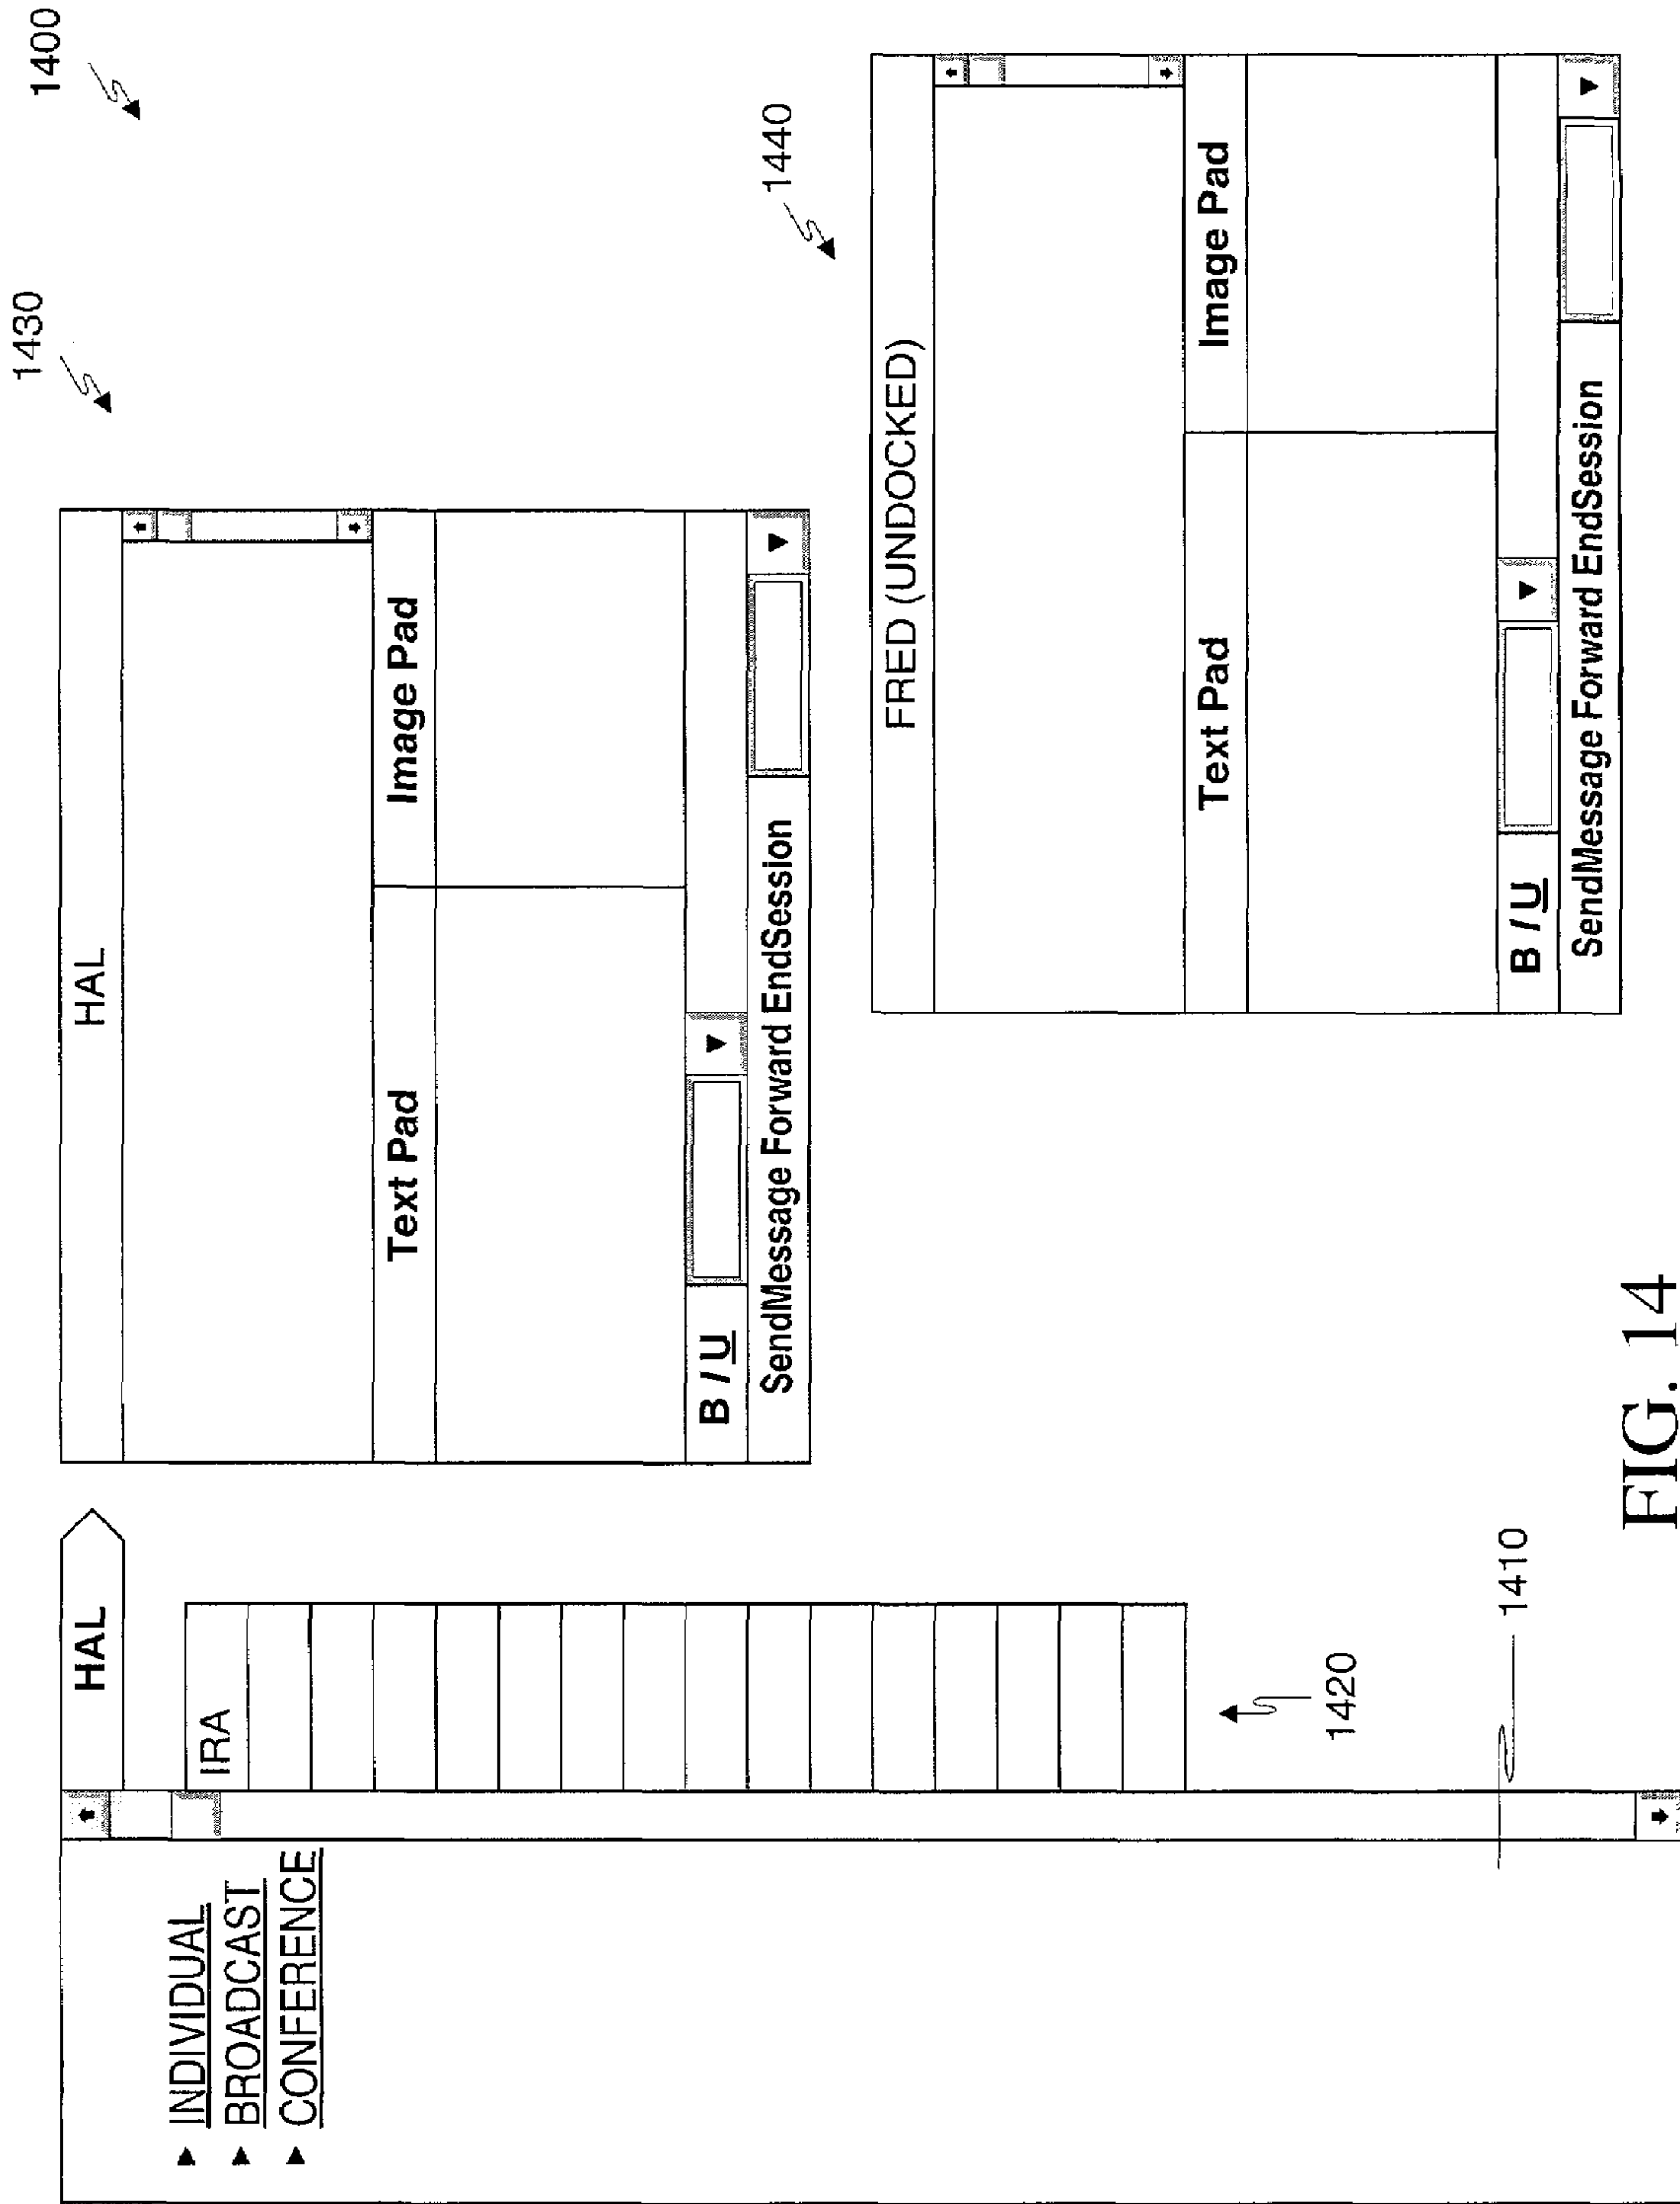 1400
1430
HAL
HAL
INDIVIDUAL
BROADCAST
CONFERENCE
IRA
Text Pad
Image Pad
B / U
SendMessage Forward EndSession
1440
FRED (UNDOCKED)
Text Pad
Image Pad
B / U
SendMessage Forward EndSession
1420
1410
FIG. 14